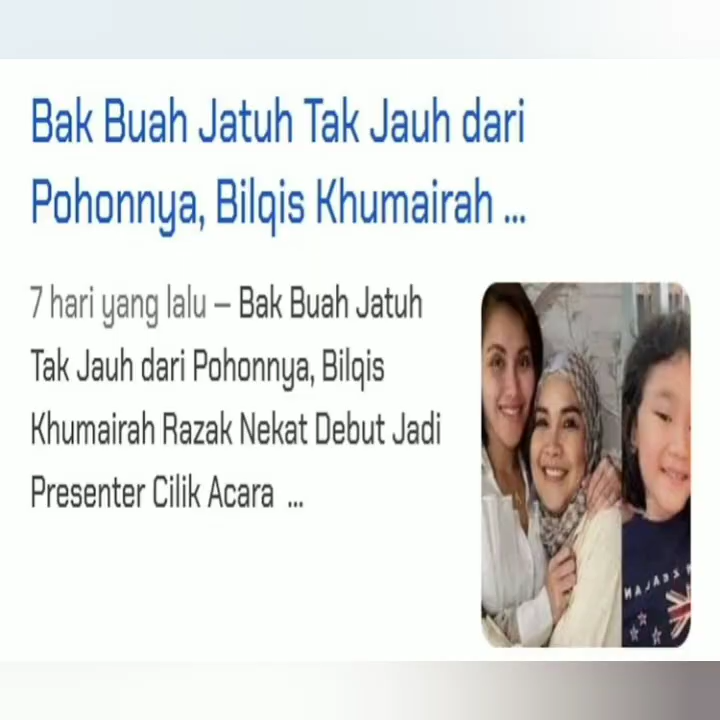 Bak Buah Jatuh Tak Jauh dari
Pohonnya, Bilqis Khumairah ...
7 hari yang lalu – Bak Buah Jatuh
Tak Jauh dari Pohonnya, Bilqis
Khumairah Razak Nekat Debut Jadi
Presenter Cilik Acara ...